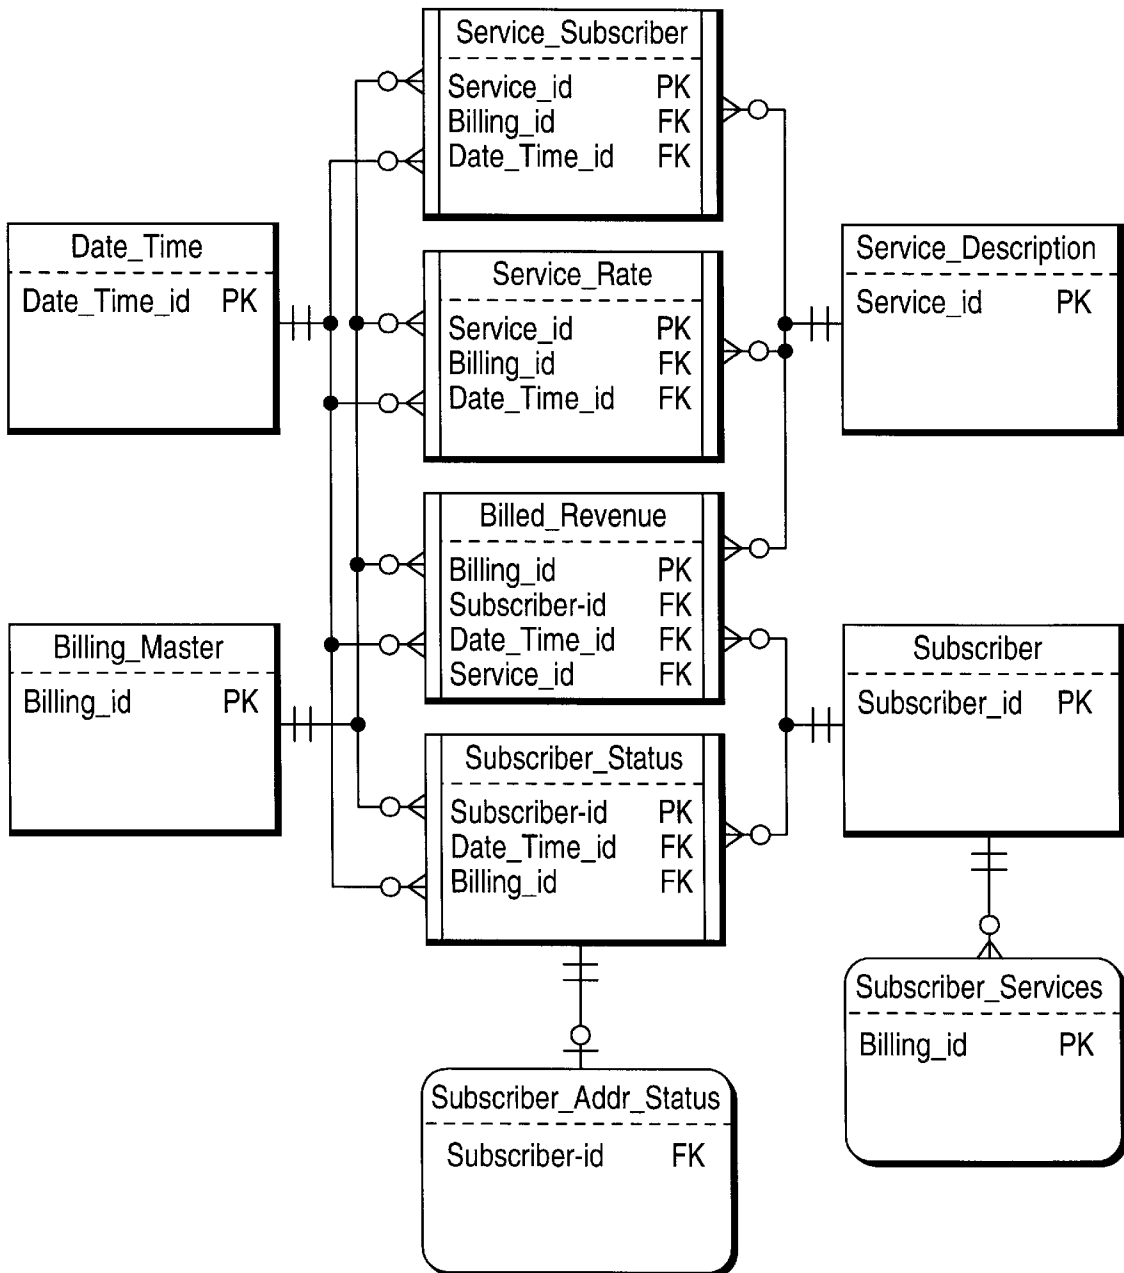 Service_Subscriber
Service_id PK
Billing_id FK
Date_Time_id FK
Date_Time
Date_Time_id PK
Service_Rate
Service_id PK
Billing_id FK
Date_Time_id FK
Service_Description
Service_id PK
Billed_Revenue
Billing_id PK
Subscriber-id FK
Date_Time_id FK
Service_id FK
Billing_Master
Billing_id PK
Subscriber
Subscriber_id PK
Subscriber_Status
Subscriber-id PK
Date_Time_id FK
Billing_id FK
Subscriber_Services
Billing_id PK
Subscriber_Addr_Status
Subscriber-id FK